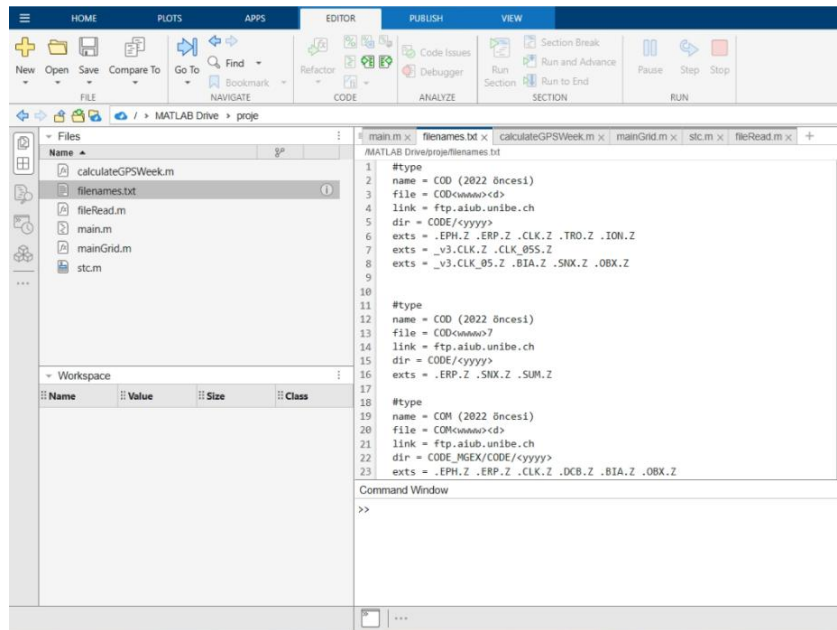 HOME PLOTS APPS EDITOR PUBLISH VIEW
New Open Save Compare To Go To Find Bookmark Refactor Code Issues Debugger Run Section Section Break Run and Advance Run to End Pause Step Stop
FILE NAVIGATE CODE ANALYZE SECTION RUN
/ › MATLAB Drive › proje
Files
Name
calculateGPSWeek.m
filenames.txt
fileRead.m
main.m
mainGrid.m
stc.m
Workspace
Name Value Size Class
main.m × filenames.txt × calculateGPSWeek.m × mainGrid.m × stc.m × fileRead.m × +
/MATLAB Drive/proje/filenames.txt
1 #type
2 name = COD (2022 öncesi)
3 file = COD<wwww><d>
4 link = ftp.aiub.unibe.ch
5 dir = CODE/<yyyy>
6 exts = .EPH.Z .ERP.Z .CLK.Z .TRO.Z .ION.Z
7 exts = _v3.CLK.Z .CLK_05S.Z
8 exts = _v3.CLK_05.Z .BIA.Z .SNX.Z .OBX.Z
9
10
11 #type
12 name = COD (2022 öncesi)
13 file = COD<wwww>7
14 link = ftp.aiub.unibe.ch
15 dir = CODE/<yyyy>
16 exts = .ERP.Z .SNX.Z .SUM.Z
17
18 #type
19 name = COM (2022 öncesi)
20 file = COM<wwww><d>
21 link = ftp.aiub.unibe.ch
22 dir = CODE_MGEX/CODE/<yyyy>
23 exts = .EPH.Z .ERP.Z .CLK.Z .DCB.Z .BIA.Z .OBX.Z
Command Window
>>